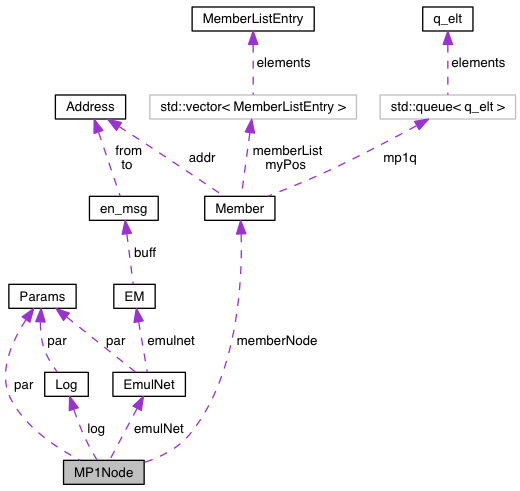 MemberListEntry
q_elt
elements
elements
Address
std::vector< MemberListEntry >
std::queue< q_elt >
from
to
addr
memberList
myPos
mp1q
en_msg
Member
buff
Params
EM
par
par
emulnet
memberNode
par
Log
EmulNet
log
emulNet
MP1Node